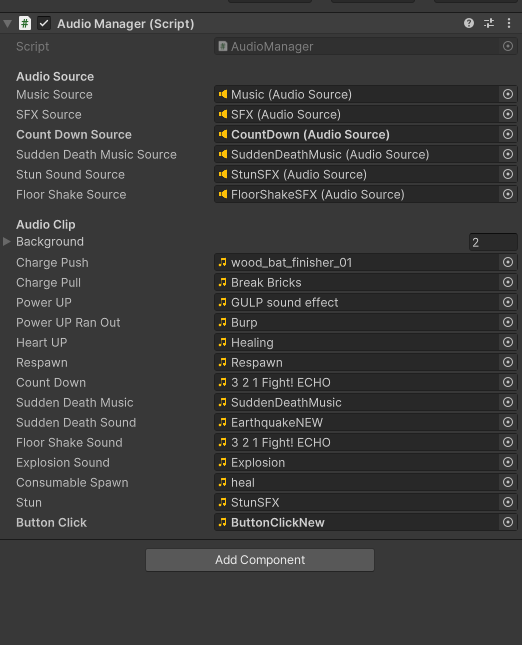 Audio Manager (Script)
Script AudioManager
Audio Source
Music Source Music (Audio Source)
SFX Source SFX (Audio Source)
Count Down Source CountDown (Audio Source)
Sudden Death Music Source SuddenDeathMusic (Audio Source)
Stun Sound Source StunSFX (Audio Source)
Floor Shake Source FloorShakeSFX (Audio Source)
Audio Clip
Background 2
Charge Push wood_bat_finisher_01
Charge Pull Break Bricks
Power UP GULP sound effect
Power UP Ran Out Burp
Heart UP Healing
Respawn Respawn
Count Down 3 2 1 Fight! ECHO
Sudden Death Music SuddenDeathMusic
Sudden Death Sound EarthquakeNEW
Floor Shake Sound 3 2 1 Fight! ECHO
Explosion Sound Explosion
Consumable Spawn heal
Stun StunSFX
Button Click ButtonClickNew
Add Component